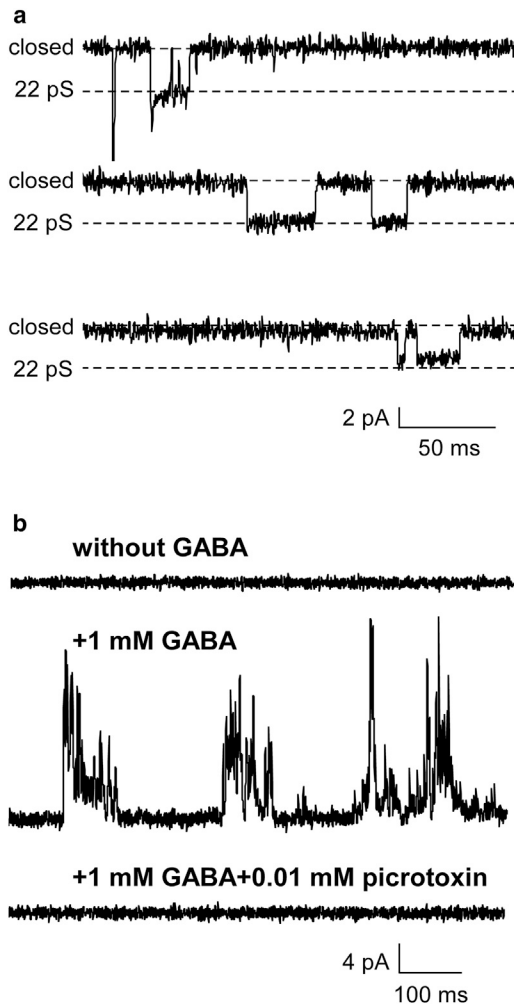 a
closed
22 pS
closed
22 pS
closed
22 pS
2 pA
50 ms
b
without GABA
+1 mM GABA
+1 mM GABA+0.01 mM picrotoxin
4 pA
100 ms